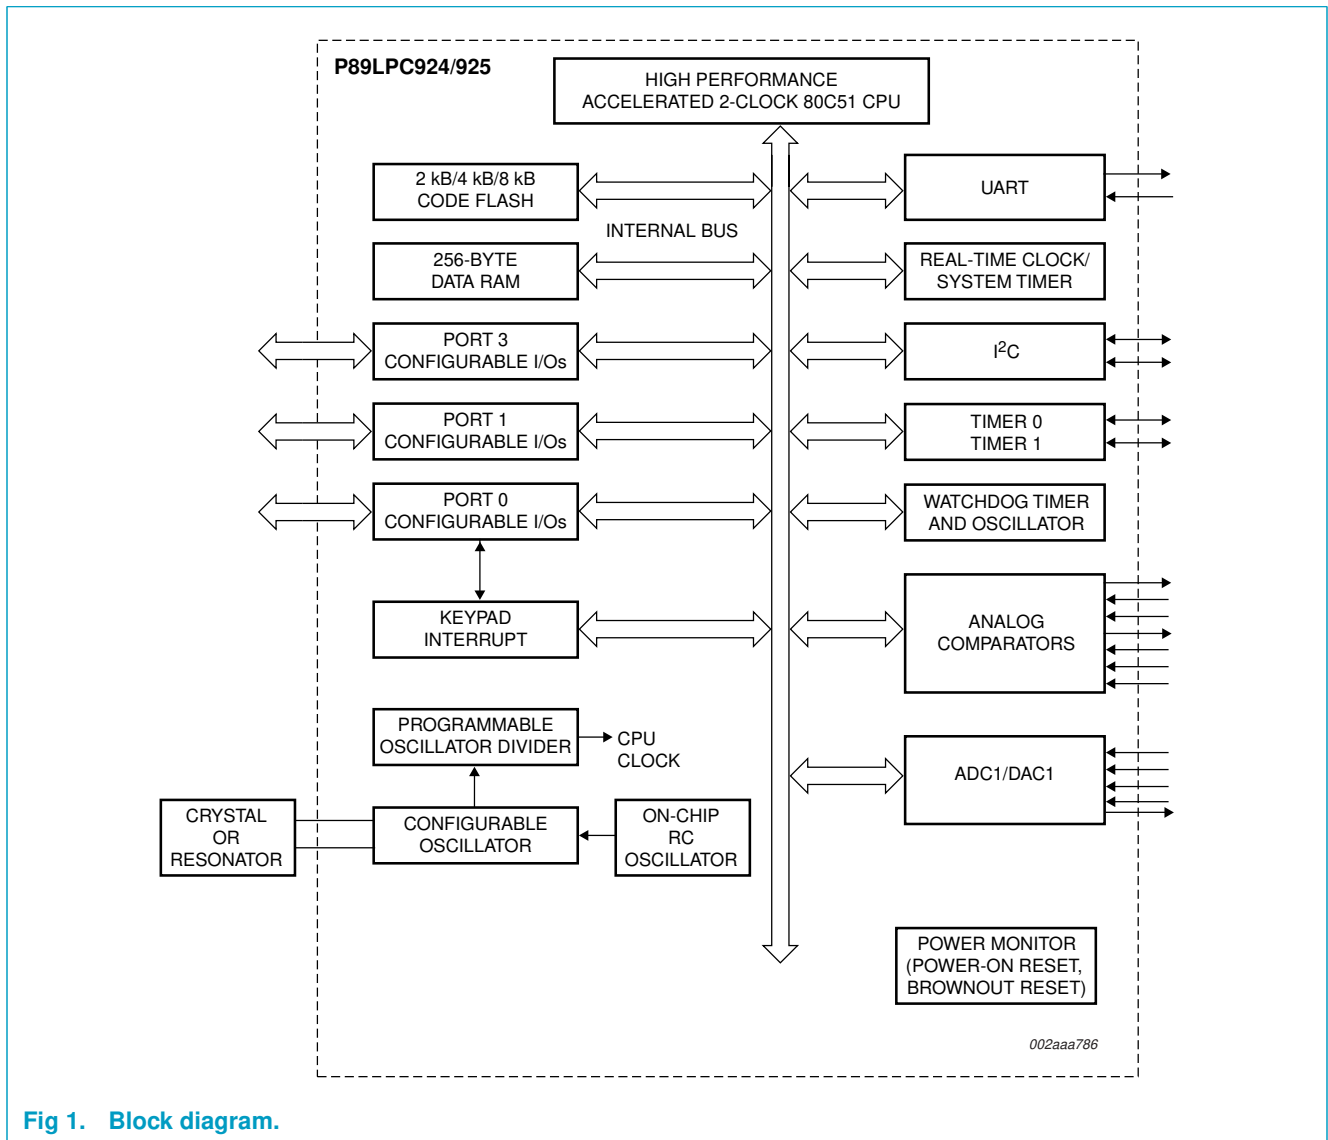 P89LPC924/925
HIGH PERFORMANCE
ACCELERATED 2-CLOCK 80C51 CPU
2 kB/4 kB/8 kB
CODE FLASH
UART
INTERNAL BUS
256-BYTE
DATA RAM
REAL-TIME CLOCK/
SYSTEM TIMER
PORT 3
CONFIGURABLE I/Os
I²C
PORT 1
CONFIGURABLE I/Os
TIMER 0
TIMER 1
PORT 0
CONFIGURABLE I/Os
WATCHDOG TIMER
AND OSCILLATOR
KEYPAD
INTERRUPT
ANALOG
COMPARATORS
PROGRAMMABLE
OSCILLATOR DIVIDER
CPU
CLOCK
ADC1/DAC1
CRYSTAL
OR
RESONATOR
CONFIGURABLE
OSCILLATOR
ON-CHIP
RC
OSCILLATOR
POWER MONITOR
(POWER-ON RESET,
BROWNOUT RESET)
002aaa786
Fig 1. Block diagram.